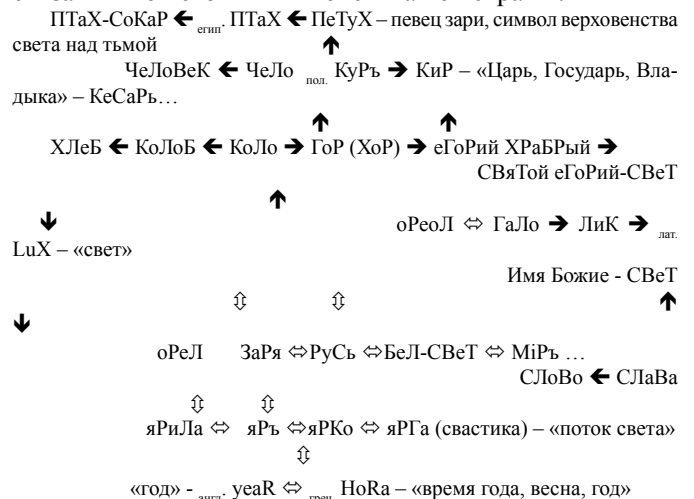 ПТаХ-СоКаР 🡸 егип. ПТаХ 🡸 ПеТуХ – певец зари, символ верховенства
света над тьмой 🡹
ЧеЛоВеК 🡸 ЧеЛо пол. КуРъ 🡺 КиР – «Царь, Государь, Вла-
дыка» – КеСаРь…
🡹 🡹
ХЛеБ 🡸 КоЛоБ 🡸 КоЛо 🡺 ГоР (ХоР) 🡺 еГоРий ХРаБРый 🡺
СВяТой еГоРий-СВеТ
🡹
🡻 оРеоЛ ⬄ ГаЛо 🡺 ЛиК 🡺 лат.
LuX – «свет»
Имя Божие - СВеТ
⇳ ⇳ 🡹
🡻
оРеЛ ЗаРя ⬄РуСь ⬄БеЛ-СВеТ ⬄ МiРъ …
СЛоВо 🡸 СЛаВа
⇳ ⇳
яРиЛа ⬄ яРъ ⬄яРКо ⬄ яРГа (свастика) – «поток света»
⇳
«год» - англ. yeaR ⬄ греч. HoRa – «время года, весна, год»